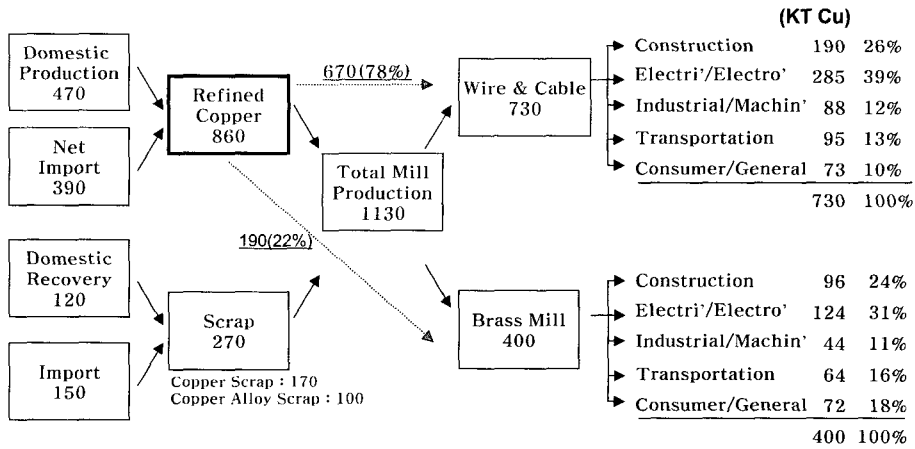 (KT Cu)
Domestic
Production
470
Net
Import
390
Refined
Copper
860
670(78%)
190(22%)
Domestic
Recovery
120
Import
150
Scrap
270
Copper Scrap : 170
Copper Alloy Scrap : 100
Total Mill
Production
1130
Wire & Cable
730
Construction 190 26%
Electri'/Electro' 285 39%
Industrial/Machin' 88 12%
Transportation 95 13%
Consumer/General 73 10%
730 100%
Brass Mill
400
Construction 96 24%
Electri'/Electro' 124 31%
Industrial/Machin' 44 11%
Transportation 64 16%
Consumer/General 72 18%
400 100%